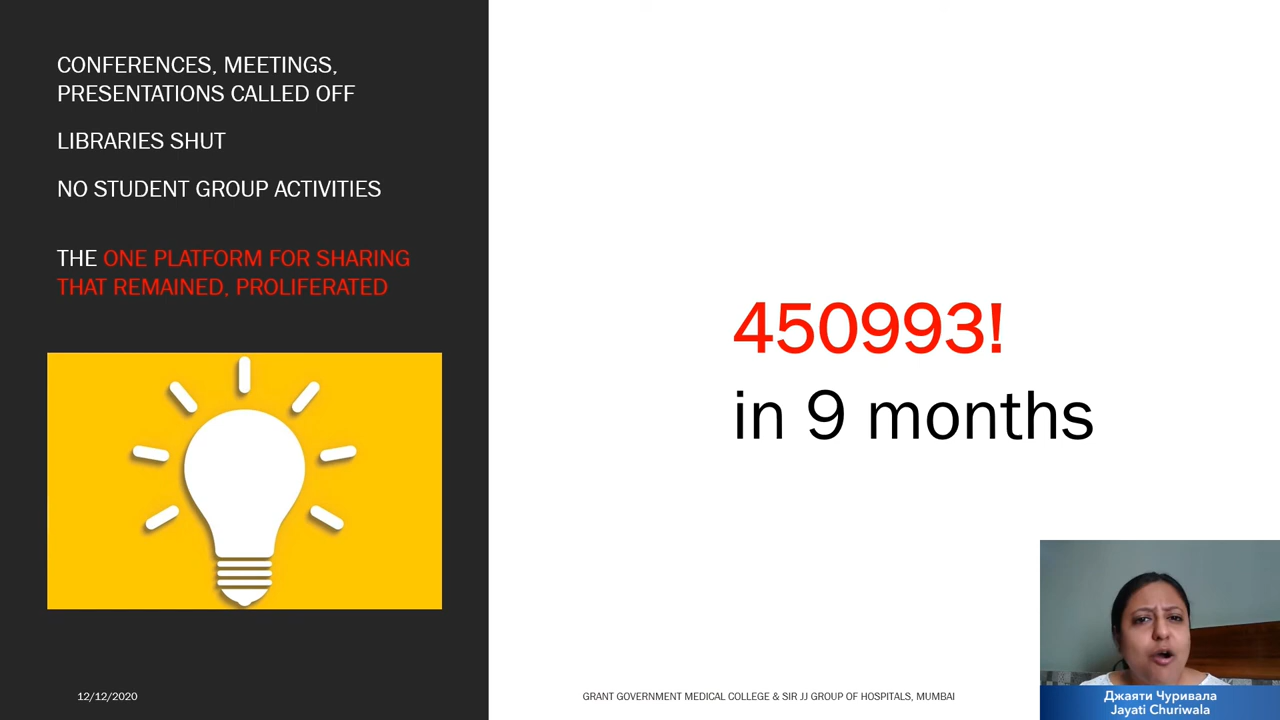 CONFERENCES, MEETINGS,
PRESENTATIONS CALLED OFF
LIBRARIES SHUT
NO STUDENT GROUP ACTIVITIES
THE ONE PLATFORM FOR SHARING
THAT REMAINED, PROLIFERATED
450993!
in 9 months
12/12/2020
GRANT GOVERNMENT MEDICAL COLLEGE & SIR JJ GROUP OF HOSPITALS, MUMBAI
Джаяти Чуривала
Jayati Churiwala